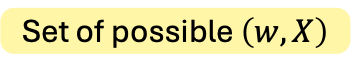 Set of possible (w, X)